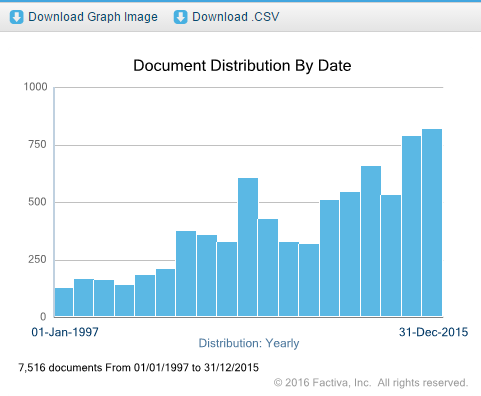 Download Graph Image Download .CSV
Document Distribution By Date
1000
750
500
250
0
01-Jan-1997 31-Dec-2015
Distribution: Yearly
7,516 documents From 01/01/1997 to 31/12/2015
© 2016 Factiva, Inc. All rights reserved.